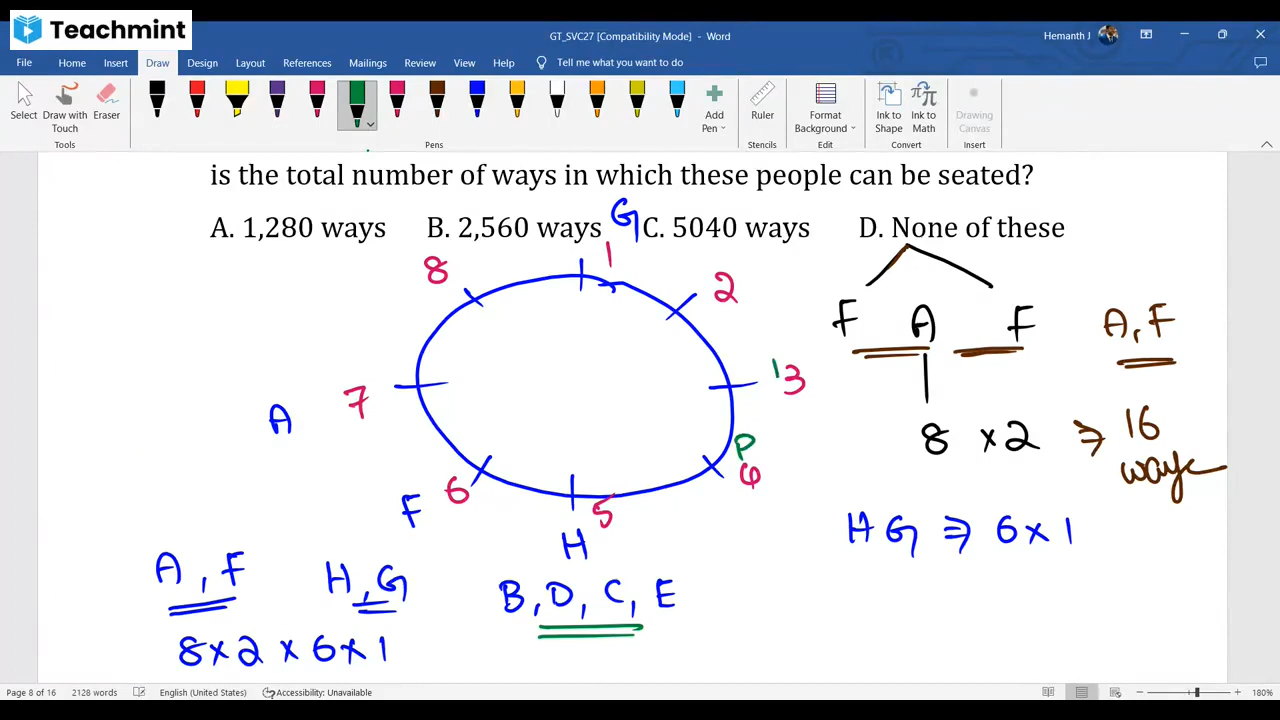 Teachmint
GT_SVC27 [Compatibility Mode] - Word
Hemanth J
File Home Insert Draw Design Layout References Mailings Review View Help Tell me what you want to do
Select Draw with Touch Eraser Add Pen Ruler Format Background Ink to Shape Ink to Math Drawing Canvas
Tools Pens Stencils Edit Convert Insert
is the total number of ways in which these people can be seated?
A. 1,280 ways B. 2,560 ways C. 5040 ways D. None of these
G
8 1 2
F A F A, F
7 3
A
8 × 2 ⇒ 16 ways
6 5
F H
H G ⇒ 6 × 1
A, F H, G B, D, C, E
8 × 2 × 6 × 1
Page 8 of 16 2128 words English (United States) Accessibility: Unavailable 180%